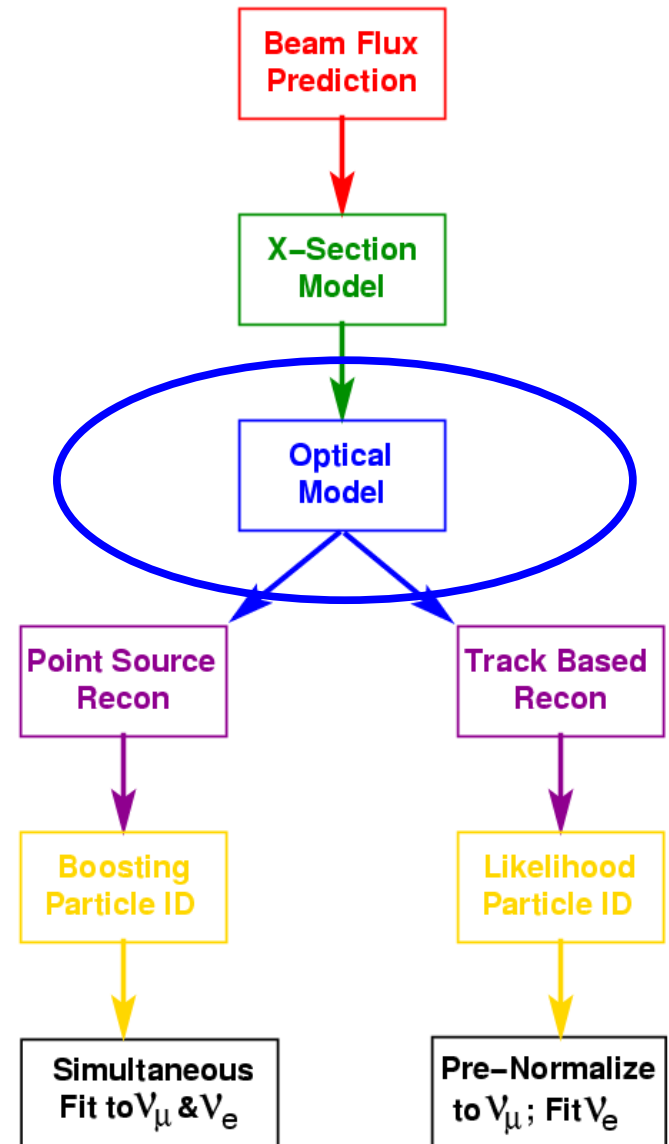 Beam Flux
Prediction
X−Section
Model
Optical
Model
Point Source
Recon
Track Based
Recon
Boosting
Particle ID
Likelihood
Particle ID
Simultaneous
Fit to νμ & νe
Pre−Normalize
to νμ ; Fit νe